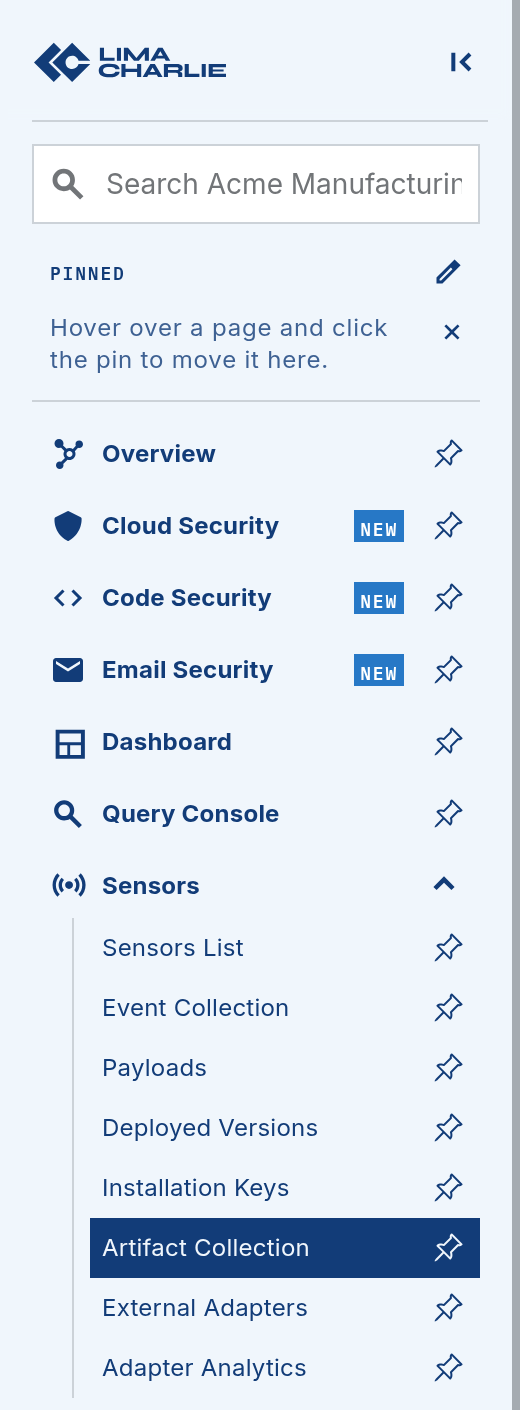 LIMA
CHARLIE
Search Acme Manufacturin
PINNED
Hover over a page and click
the pin to move it here.
Overview
Cloud Security NEW
Code Security NEW
Email Security NEW
Dashboard
Query Console
Sensors
Sensors List
Event Collection
Payloads
Deployed Versions
Installation Keys
Artifact Collection
External Adapters
Adapter Analytics